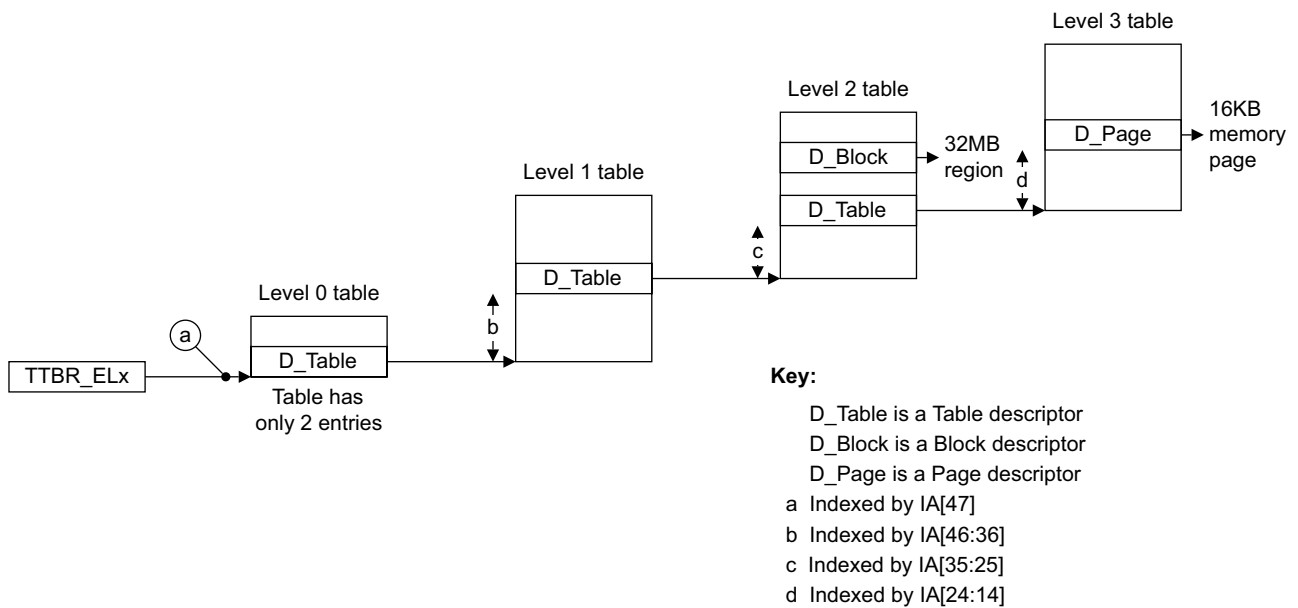 Level 3 table
D_Page
16KB
memory
page
Level 2 table
D_Block
32MB
region
d
D_Table
c
Level 1 table
D_Table
b
Level 0 table
a
TTBR_ELx
D_Table
Table has
only 2 entries
Key:
D_Table is a Table descriptor
D_Block is a Block descriptor
D_Page is a Page descriptor
a Indexed by IA[47]
b Indexed by IA[46:36]
c Indexed by IA[35:25]
d Indexed by IA[24:14]